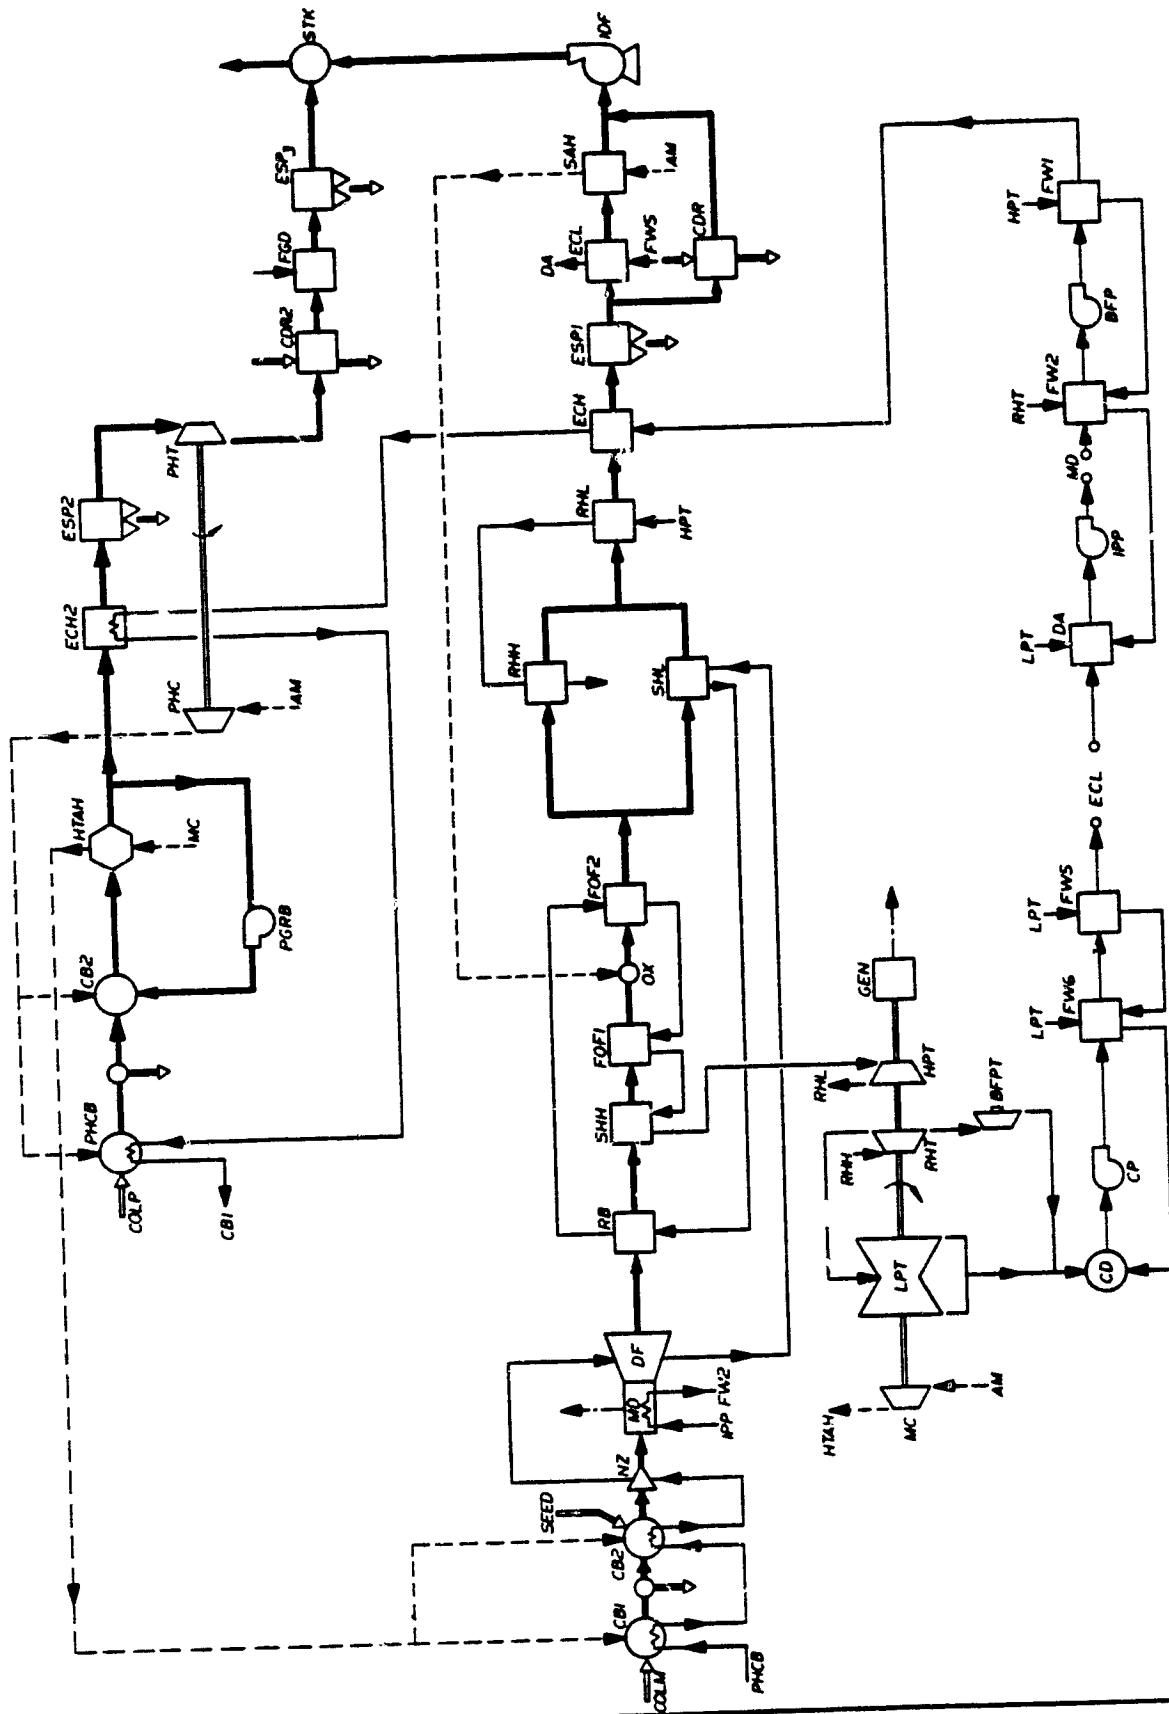 COLP
CB1
PHCB
CB2
PGRB
HTAH
MC
PHC
AM
ECH2
ESP2
PHT
CDR2
FGD
ESP3
STK
COLM
CB1
PHCB
CB2
SEED
NZ
MD
IPP FW2
DF
RB
SHH
FOF1
OX
FOF2
RHH
SHL
RHL
HPT
ECH
ESP1
DA
ECL
FW5
CDR
SAH
AM
IDF
HTAH
MC
AM
LPT
RHH
RHT
RHL
HPT
BFPT
GEN
CD
CP
LPT
FW6
LPT
FW5
ECL
LPT
DA
IPP
MD
RHT
FW2
BFP
HPT
FW1